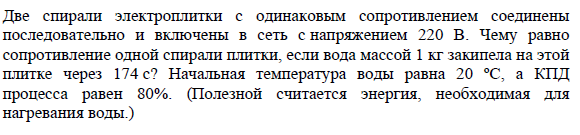 Две спирали электроплитки с одинаковым сопротивлением соединены
последовательно и включены в сеть с напряжением 220 В. Чему равно
сопротивление одной спирали плитки, если вода массой 1 кг закипела на этой
плитке через 174 с? Начальная температура воды равна 20 ºС, а КПД
процесса равен 80%. (Полезной считается энергия, необходимая для
нагревания воды.)